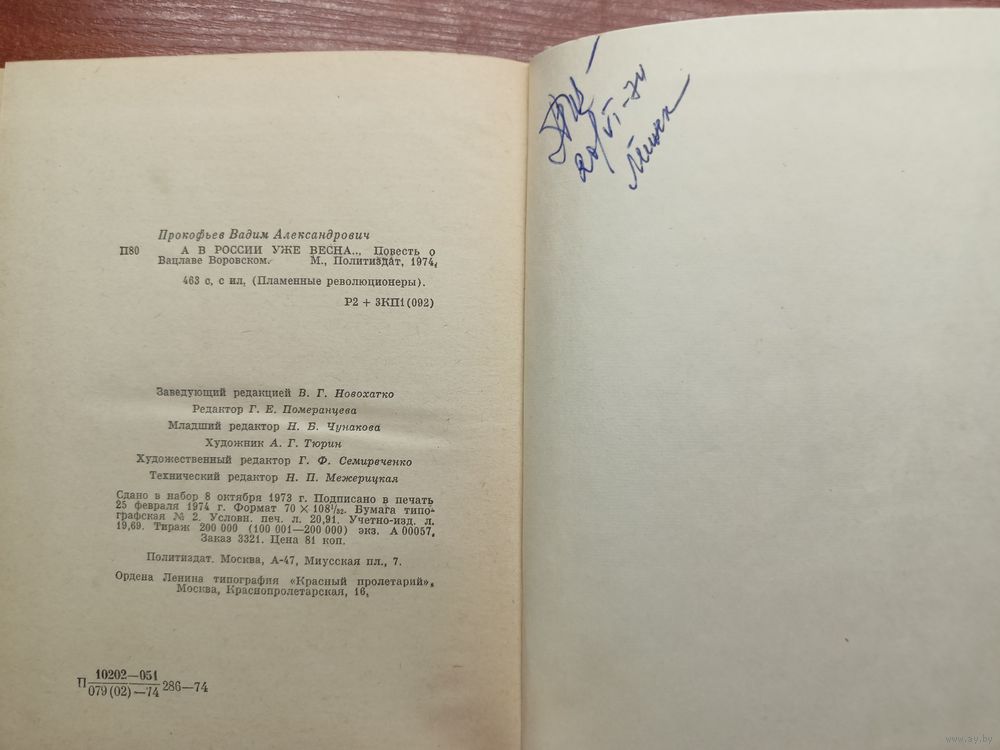 Прокофьев Вадим Александрович
П80 А В РОССИИ УЖЕ ВЕСНА.., Повесть о
Вацлаве Воровском. М., Политиздат, 1974,
463 с, с ил, (Пламенные революционеры).
Р2 + 3КП1(092)
Заведующий редакцией В. Г. Новохатко
Редактор Г. Е. Померанцева
Младший редактор Н. Б. Чунакова
Художник А. Г. Тюрин
Художественный редактор Г. Ф. Семиреченко
Технический редактор Н. П. Межерицкая
Сдано в набор 8 октября 1973 г. Подписано в печать
25 февраля 1974 г. Формат 70 × 108¹/₃₂. Бумага типо-
графская № 2. Условн. печ. л. 20,91. Учетно-изд. л.
19,69. Тираж 200 000 (100 001—200 000) экз. А 00057,
Заказ 3321. Цена 81 коп.
Политиздат. Москва, А-47, Миусская пл., 7.
Ордена Ленина типография «Красный пролетарий»,
Москва, Краснопролетарская, 16,
10202—051
П 286—74
079(02)—74
VI-74
Минск
www.ay.by